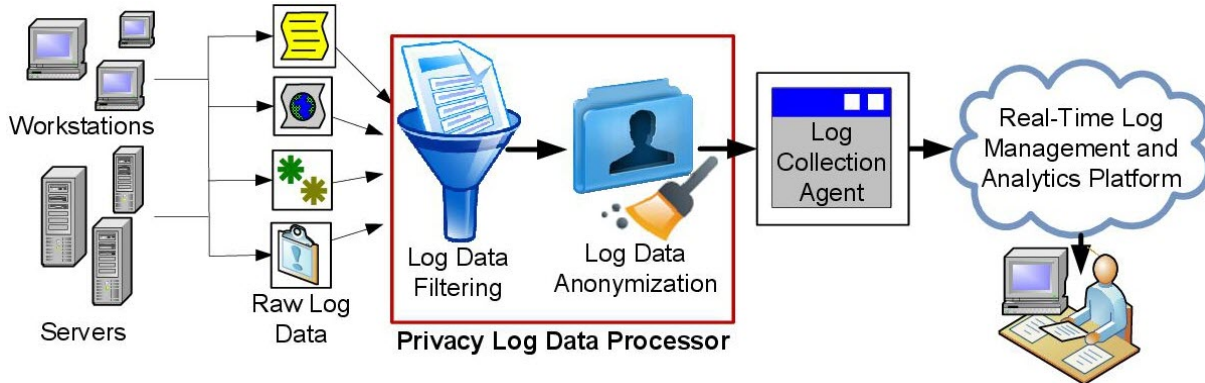 Workstations
Servers
Raw Log
Data
Log Data
Filtering
Log Data
Anonymization
Privacy Log Data Processor
Log
Collection
Agent
Real-Time Log
Management and
Analytics Platform